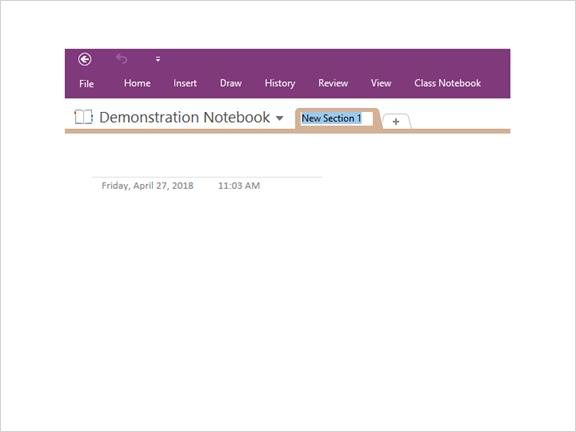 File Home Insert Draw History Review View Class Notebook
Demonstration Notebook New Section 1 +
Friday, April 27, 2018 11:03 AM